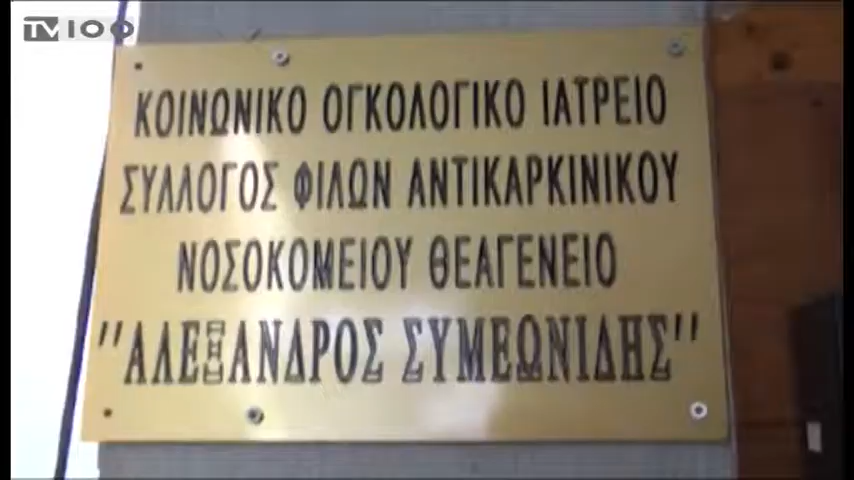 TV100
ΚΟΙΝΩΝΙΚΟ ΟΓΚΟΛΟΓΙΚΟ ΙΑΤΡΕΙΟ
ΣΥΛΛΟΓΟΣ ΦΙΛΩΝ ΑΝΤΙΚΑΡΚΙΝΙΚΟΥ
ΝΟΣΟΚΟΜΕΙΟΥ ΘΕΑΓΕΝΕΙΟ
"ΑΛΕΞΑΝΔΡΟΣ ΣΥΜΕΩΝΙΔΗΣ"